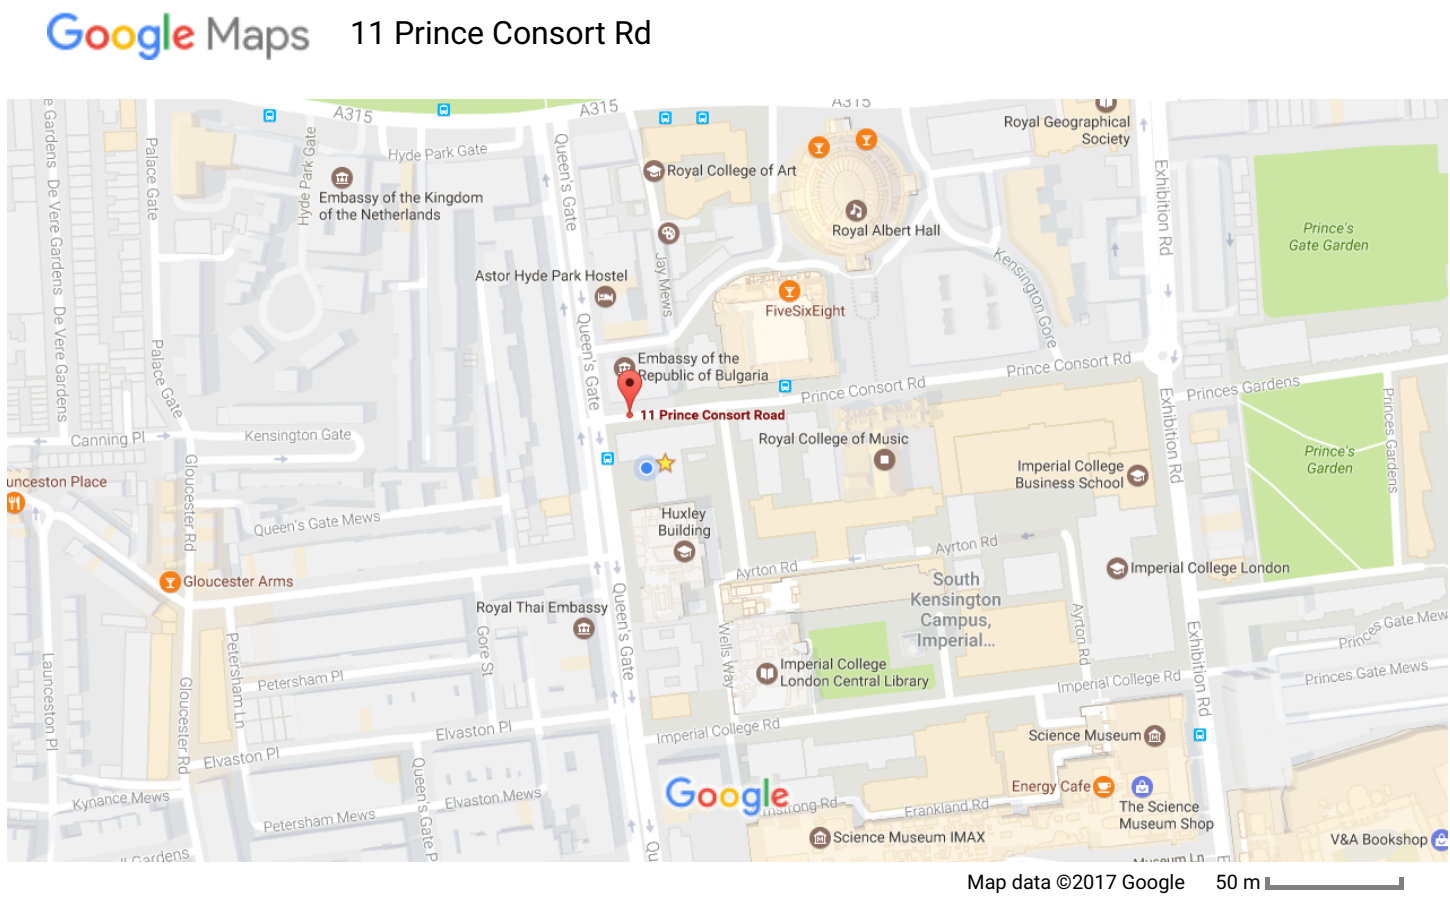 Google Maps
11 Prince Consort Rd
A315
A315
A315
Royal Geographical
Society
Hyde Park Gate
Hyde Park Gate
Palace Gate
De Vere Gardens
Queen's Gate
Royal College of Art
Embassy of the Kingdom
of the Netherlands
Exhibition Rd
Royal Albert Hall
Prince's
Gate Garden
De Vere Gardens
Astor Hyde Park Hostel
Jay Mews
Kensington Gore
FiveSixEight
Palace Gate
Queen's Gate
Embassy of the
Republic of Bulgaria
Prince Consort Rd
Prince Consort Rd
Princes Gardens
11 Prince Consort Road
Canning Pl
Kensington Gate
Royal College of Music
Exhibition Rd
Princes Gardens
Prince's
Garden
Imperial College
Business School
Gloucester Rd
Queen's Gate Mews
Huxley
Building
Ayrton Rd
Ayrton Rd
Gloucester Arms
Imperial College London
South
Kensington
Campus,
Imperial...
Royal Thai Embassy
Queen's Gate
Ayrton Rd
Exhibition Rd
Petersham Ln
Gore St
Wells Way
Launceston Pl
Petersham Pl
Imperial College
London Central Library
Imperial College Rd
Princes Gate Mews
Gloucester Rd
Elvaston Pl
Elvaston Pl
Imperial College Rd
Science Museum
Queen's Gate P
Kynance Mews
Elvaston Mews
Petersham Mews
Google
Frankland Rd
Energy Cafe
The Science
Museum Shop
Science Museum IMAX
V&A Bookshop
Map data ©2017 Google
50 m